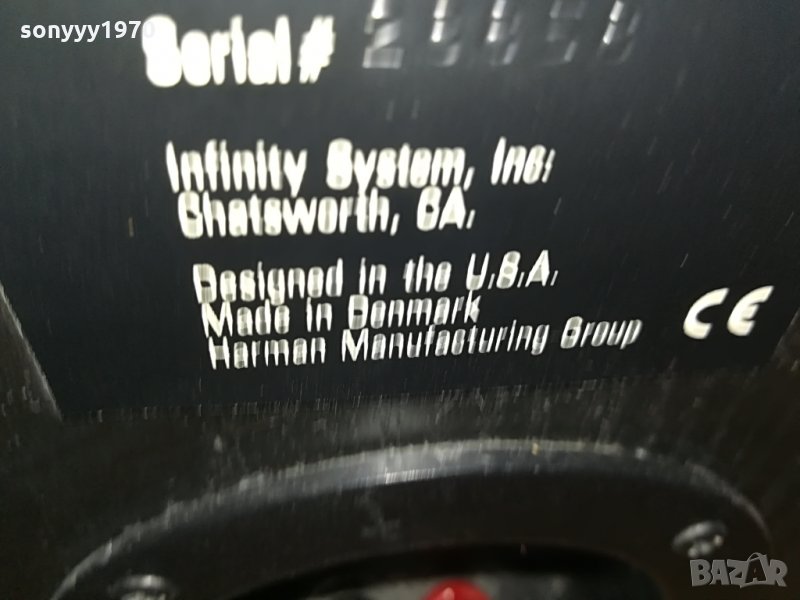 sonyyy1970
Serial#
Infinity System, Inc.
Chatsworth, CA.
Designed in the U.S.A.
Made in Denmark
Harman Manufacturing Group
CE
BAZAR